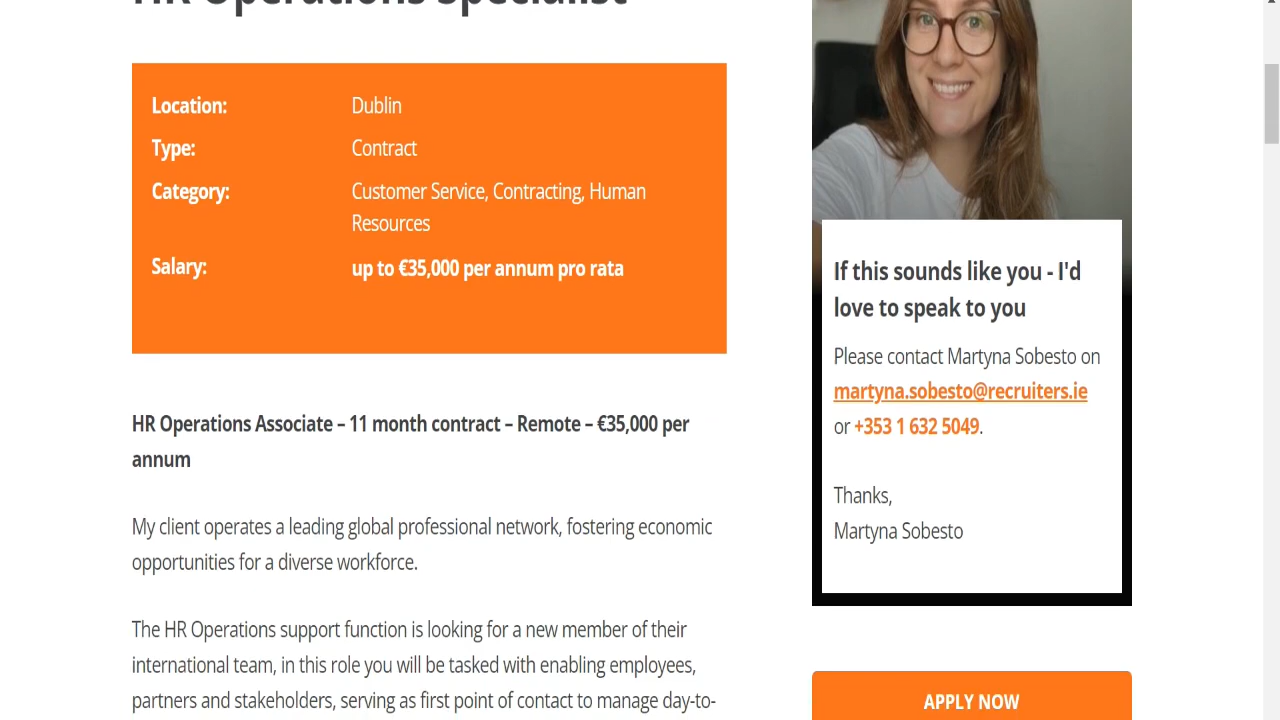 HR Operations Specialist
Location: Dublin
Type: Contract
Category: Customer Service, Contracting, Human
Resources
Salary: up to €35,000 per annum pro rata
HR Operations Associate – 11 month contract – Remote – €35,000 per
annum
My client operates a leading global professional network, fostering economic
opportunities for a diverse workforce.
The HR Operations support function is looking for a new member of their
international team, in this role you will be tasked with enabling employees,
partners and stakeholders, serving as first point of contact to manage day-to-
If this sounds like you - I'd
love to speak to you
Please contact Martyna Sobesto on
martyna.sobesto@recruiters.ie
or +353 1 632 5049.
Thanks,
Martyna Sobesto
APPLY NOW